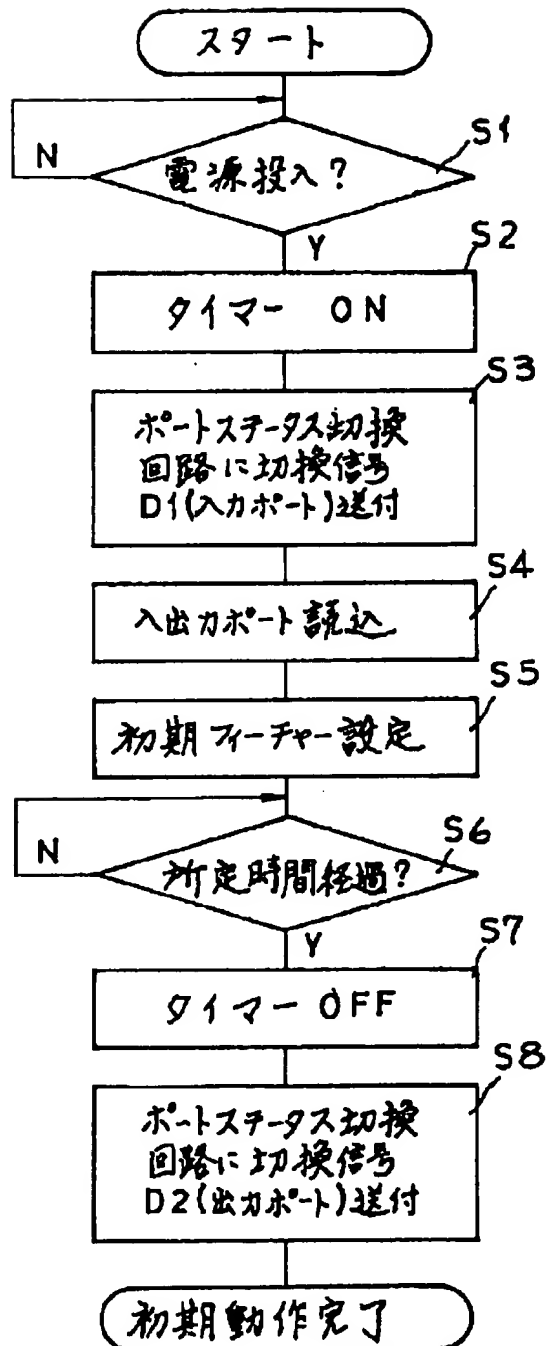 スタート
S1
N
電源投入?
Y
S2
タイマー ON
S3
ポートステータス切換
回路に切換信号
D1(入力ポート)送付
S4
入出力ポート読込
S5
初期フィーチャー設定
S6
N
所定時間経過?
Y
S7
タイマーOFF
S8
ポートステータス切換
回路に切換信号
D2(出力ポート)送付
初期動作完了